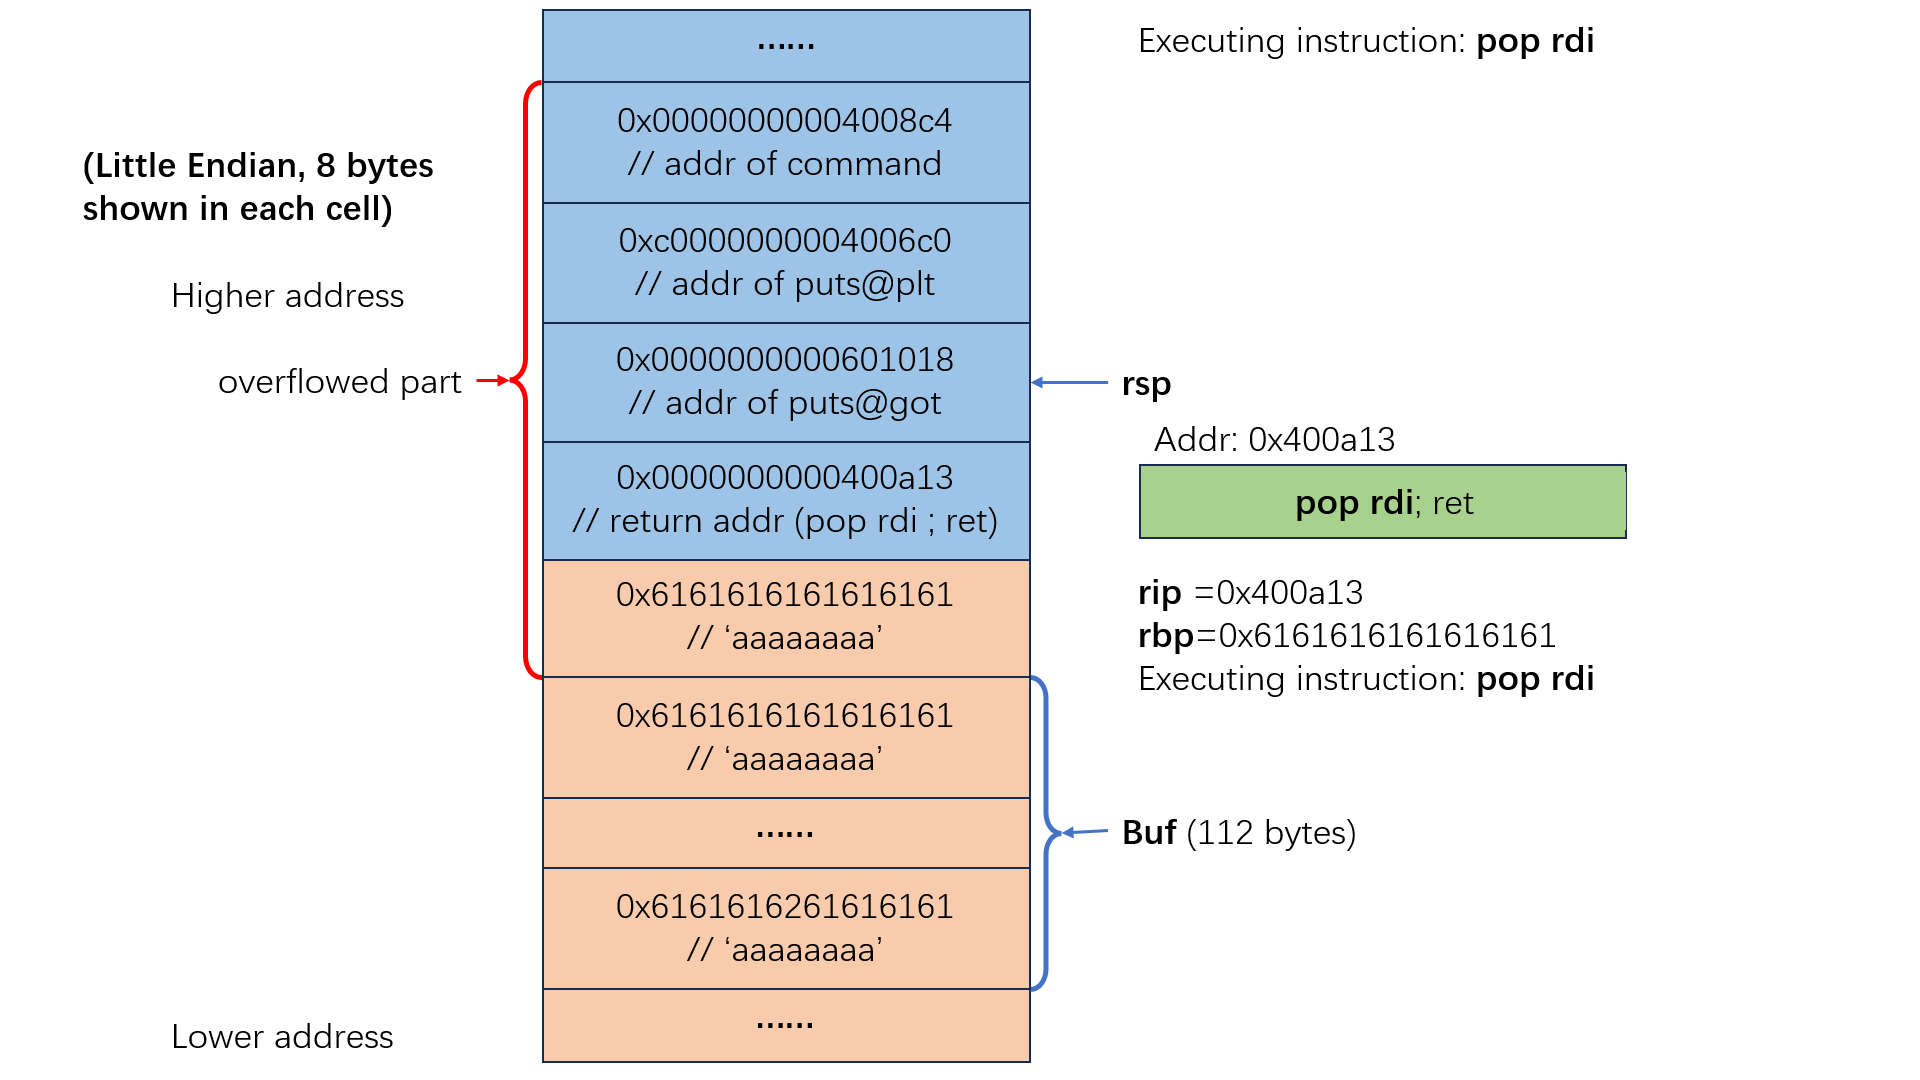 ……
Executing instruction: pop rdi
0x00000000004008c4
// addr of command
(Little Endian, 8 bytes
shown in each cell)
0xc0000000004006c0
// addr of puts@plt
Higher address
0x0000000000601018
// addr of puts@got
overflowed part
rsp
Addr: 0x400a13
0x0000000000400a13
// return addr (pop rdi ; ret)
pop rdi; ret
0x6161616161616161
// ‘aaaaaaaa’
rip =0x400a13
rbp=0x6161616161616161
Executing instruction: pop rdi
0x6161616161616161
// ‘aaaaaaaa’
……
Buf (112 bytes)
0x6161616261616161
// ‘aaaaaaaa’
……
Lower address